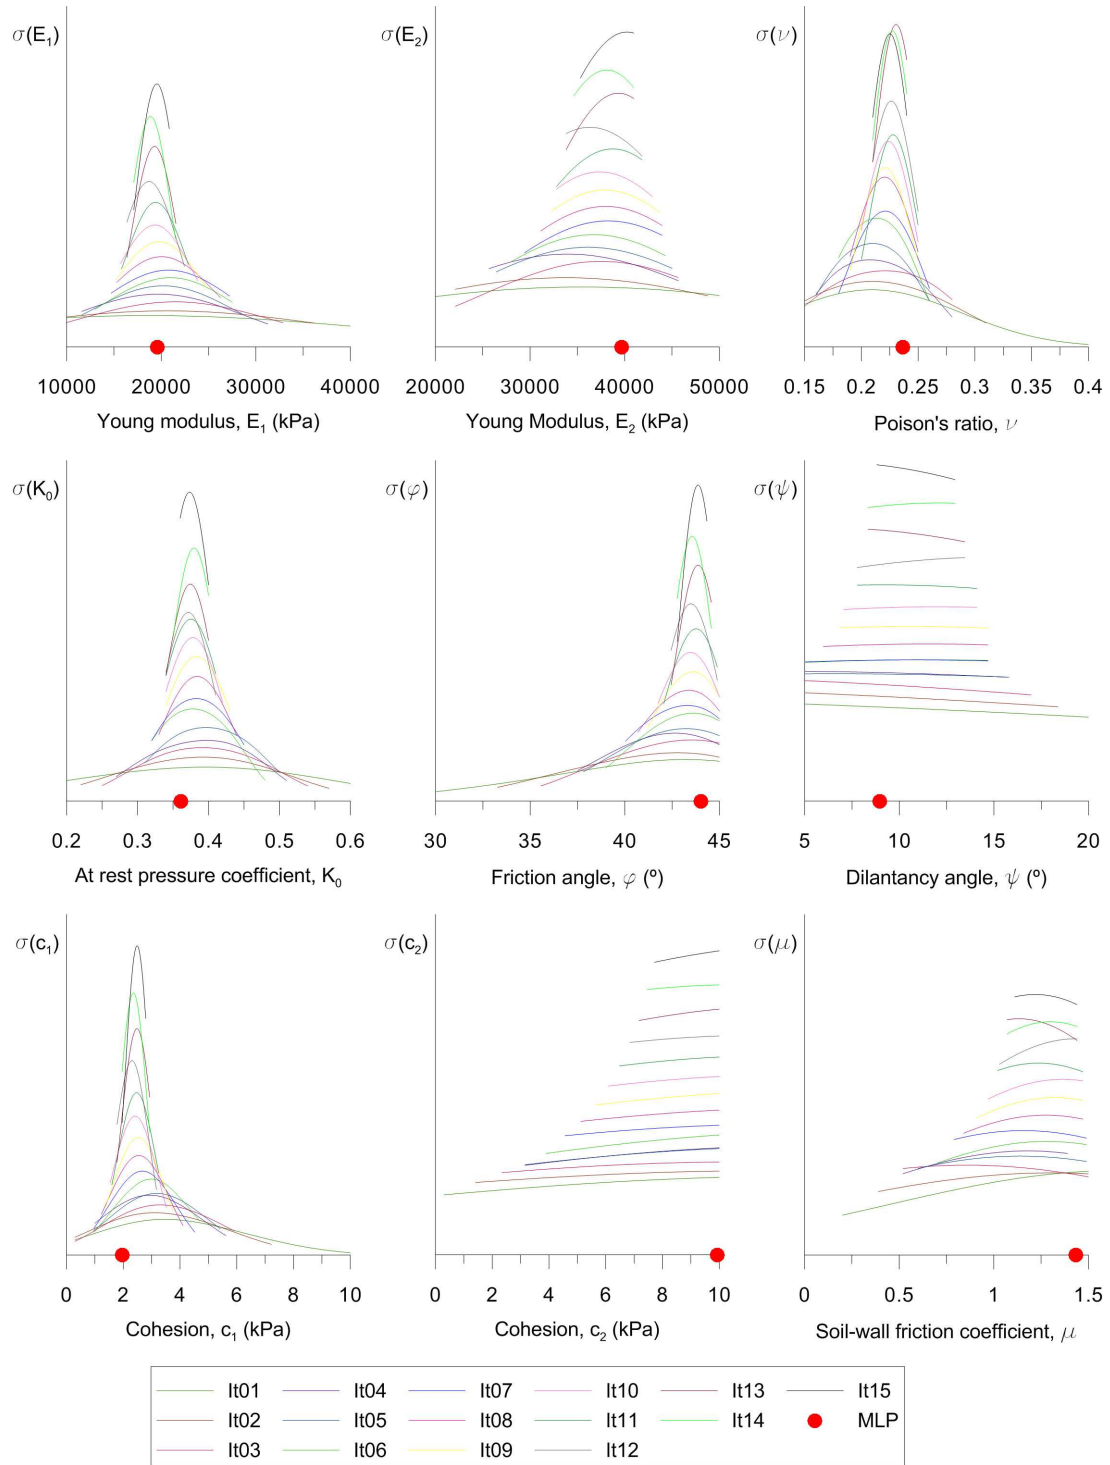 σ(E₁) σ(E₂) σ(ν)
10000 20000 30000 40000 20000 30000 40000 50000 0.15 0.2 0.25 0.3 0.35 0.4
Young modulus, E₁ (kPa) Young Modulus, E₂ (kPa) Poison's ratio, ν
σ(K₀) σ(φ) σ(ψ)
0.2 0.3 0.4 0.5 0.6 30 35 40 45 5 10 15 20
At rest pressure coefficient, K₀ Friction angle, φ (º) Dilantancy angle, ψ (º)
σ(c₁) σ(c₂) σ(μ)
0 2 4 6 8 10 0 2 4 6 8 10 0 0.5 1 1.5
Cohesion, c₁ (kPa) Cohesion, c₂ (kPa) Soil-wall friction coefficient, μ
It01 It04 It07 It10 It13 It15
It02 It05 It08 It11 It14 MLP
It03 It06 It09 It12